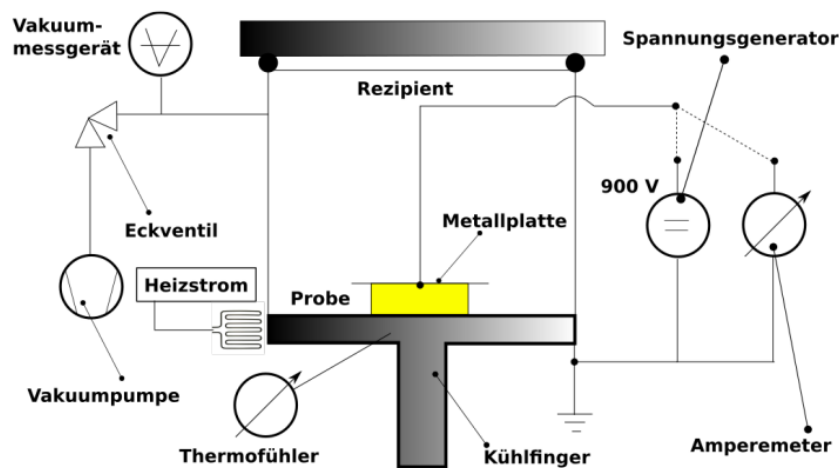 Vakuum-
messgerät
Spannungsgenerator
Rezipient
900 V
Eckventil
Metallplatte
Heizstrom
Probe
Vakuumpumpe
Thermofühler
Kühlfinger
Amperemeter